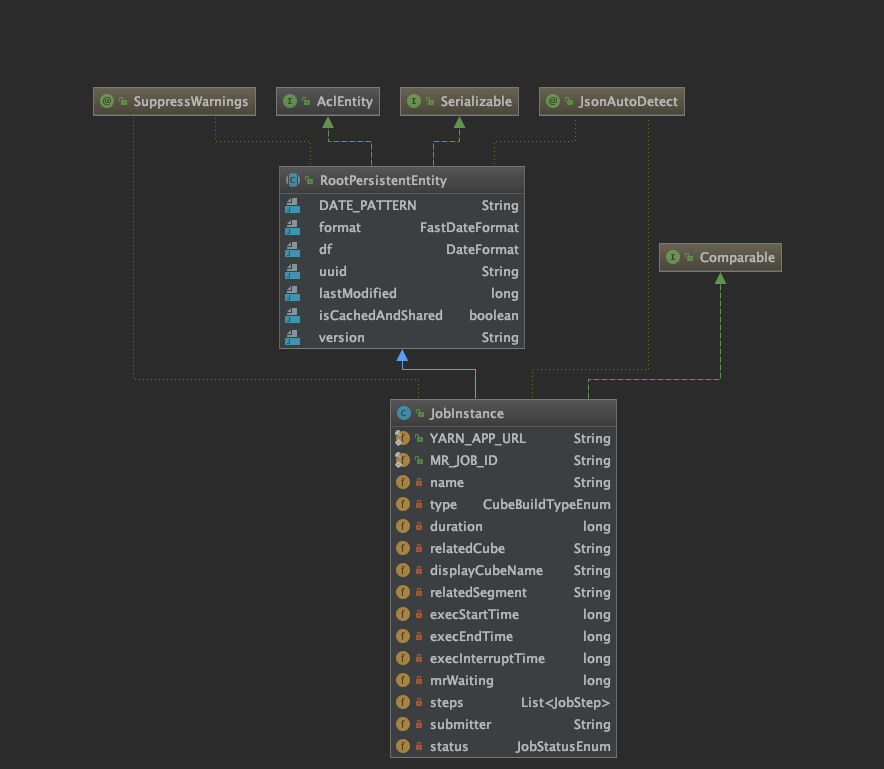 SuppressWarnings
AclEntity
Serializable
JsonAutoDetect
RootPersistentEntity
DATE_PATTERN String
format FastDateFormat
df DateFormat
uuid String
lastModified long
isCachedAndShared boolean
version String
Comparable
JobInstance
YARN_APP_URL String
MR_JOB_ID String
name String
type CubeBuildTypeEnum
duration long
relatedCube String
displayCubeName String
relatedSegment String
execStartTime long
execEndTime long
execInterruptTime long
mrWaiting long
steps List<JobStep>
submitter String
status JobStatusEnum